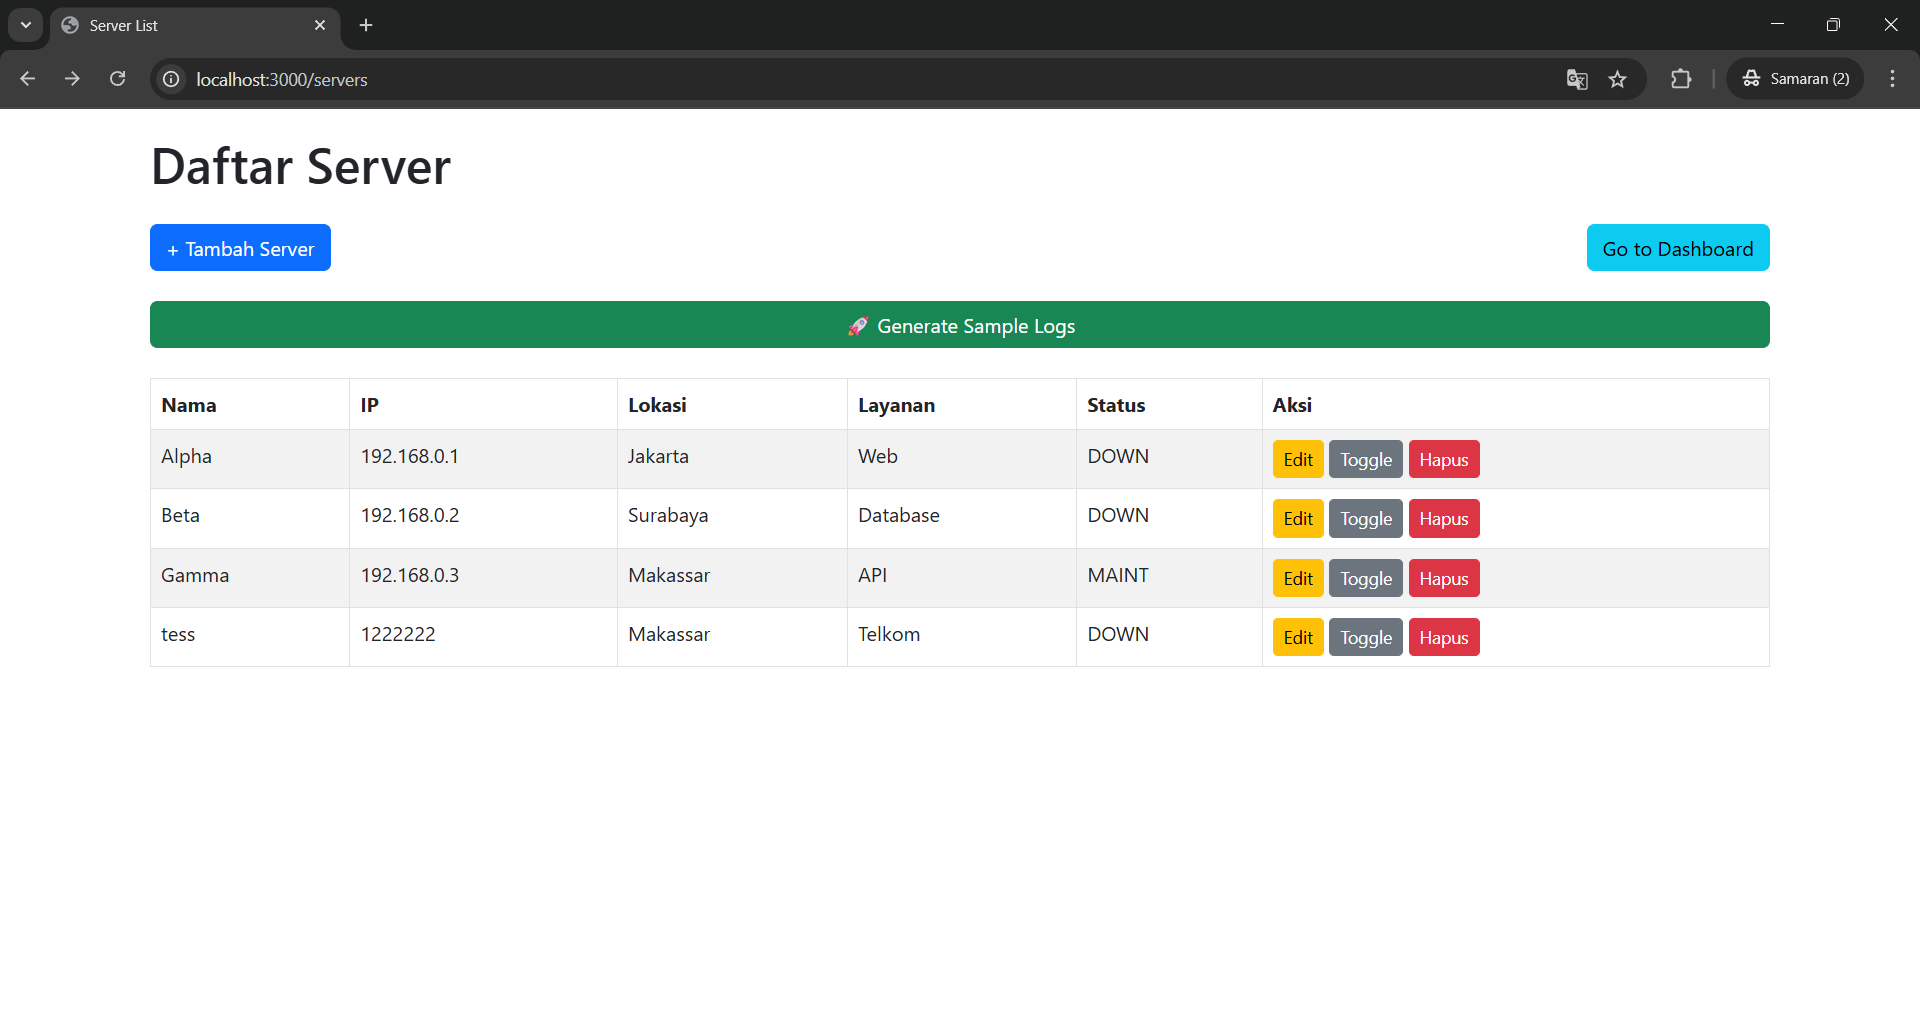 Server List
localhost:3000/servers
Samaran (2)
Daftar Server
+ Tambah Server
Go to Dashboard
🚀 Generate Sample Logs
Nama IP Lokasi Layanan Status Aksi
Alpha 192.168.0.1 Jakarta Web DOWN Edit Toggle Hapus
Beta 192.168.0.2 Surabaya Database DOWN Edit Toggle Hapus
Gamma 192.168.0.3 Makassar API MAINT Edit Toggle Hapus
tess 1222222 Makassar Telkom DOWN Edit Toggle Hapus